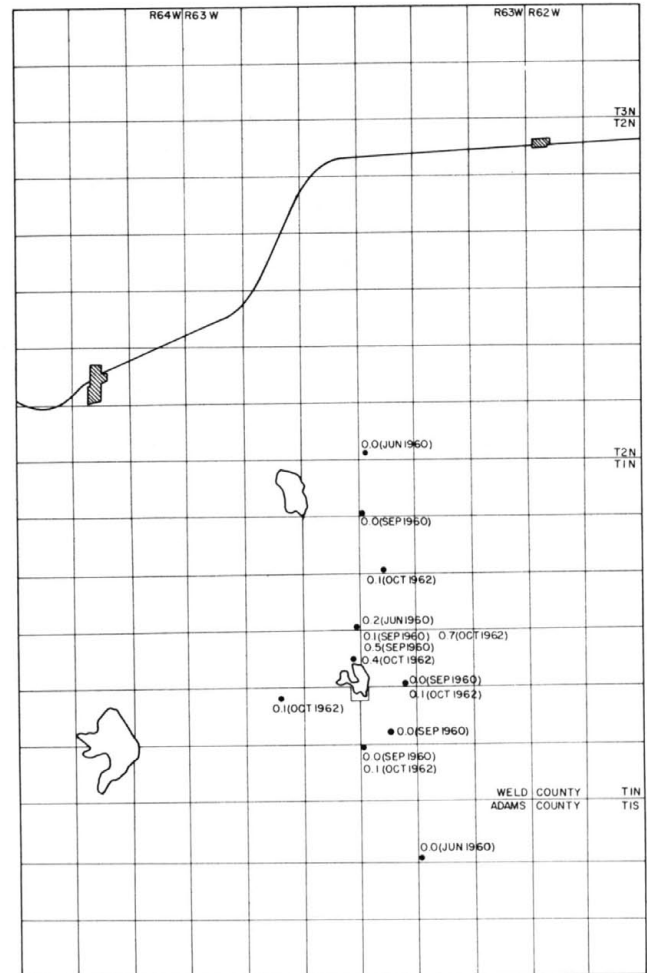 R64W R63W
R63W R62W
T3N
T2N
0.0(JUN 1960)
T2N
T1N
0.0(SEP 1960)
0.1(OCT 1962)
0.2(JUN 1960)
0.1(SEP 1960) 0.7(OCT 1962)
0.5(SEP 1960)
0.4(OCT 1962)
0.0(SEP 1960)
0.1(OCT 1962)
0.1(OCT 1962)
0.0(SEP 1960)
0.0(SEP 1960)
0.1(OCT 1962)
WELD COUNTY T1N
ADAMS COUNTY T1S
0.0(JUN 1960)